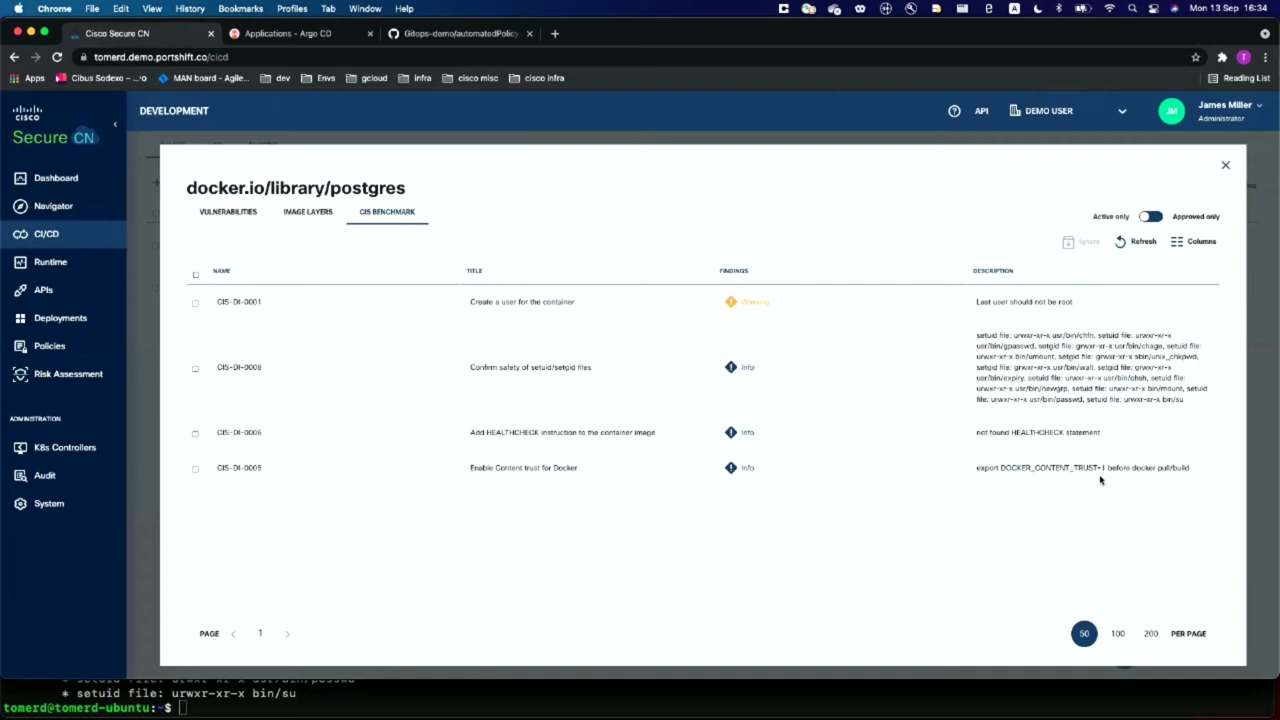 Chrome File Edit View History Bookmarks Profiles Tab Window Help Mon 13 Sep 16:34
Cisco Secure CN Applications - Argo CD Gitops-demo/automatedPolicy
tomerd.demo.portshift.co/cicd
Apps Cibus Sodexo – ...מ MAN board - Agile... dev Envs gcloud infra cisco misc cisco infra Reading List
CISCO
Secure CN
DEVELOPMENT
API DEMO USER JM James Miller
Administrator
Dashboard
Navigator
CI/CD
Runtime
APIs
Deployments
Policies
Risk Assessment
ADMINISTRATION
K8s Controllers
Audit
System
docker.io/library/postgres
VULNERABILITIES IMAGE LAYERS CIS BENCHMARK
Active only Approved only
Ignore Refresh Columns
NAME TITLE FINDINGS DESCRIPTION
CIS-DI-0001 Create a user for the container Warning Last user should not be root
CIS-DI-0008 Confirm safety of setuid/setgid files Info
setuid file: urwxr-xr-x usr/bin/chfn, setuid file: urwxr-xr-x
usr/bin/gpasswd, setgid file: grwxr-xr-x usr/bin/chage, setuid file:
urwxr-xr-x bin/umount, setgid file: grwxr-xr-x sbin/unix_chkpwd,
setgid file: grwxr-xr-x usr/bin/wall, setgid file: grwxr-xr-x
usr/bin/expiry, setuid file: urwxr-xr-x usr/bin/chsh, setuid file:
urwxr-xr-x usr/bin/newgrp, setuid file: urwxr-xr-x bin/mount, setuid
file: urwxr-xr-x usr/bin/passwd, setuid file: urwxr-xr-x bin/su
CIS-DI-0006 Add HEALTHCHECK instruction to the container image Info not found HEALTHCHECK statement
CIS-DI-0005 Enable Content trust for Docker Info export DOCKER_CONTENT_TRUST=1 before docker pull/build
PAGE 1 50 100 200 PER PAGE
* setuid file: urwxr-xr-x usr/bin/passwd
* setuid file: urwxr-xr-x bin/su
tomerd@tomerd-ubuntu:~$